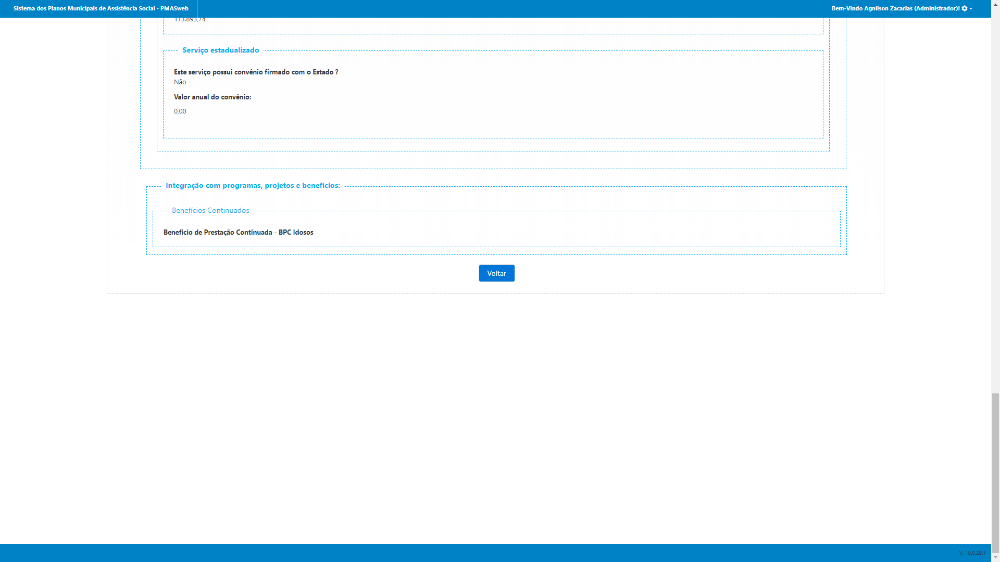 Sistema dos Planos Municipais de Assistência Social - PMASweb
Bem-Vindo Agnilson Zacarias (Administrador)!
113.893,74
Serviço estadualizado
Este serviço possui convênio firmado com o Estado ?
Não
Valor anual do convênio:
0,00
Integração com programas, projetos e benefícios:
Benefícios Continuados
Beneficio de Prestação Continuada - BPC Idosos
Voltar
V. 19.8.29.1